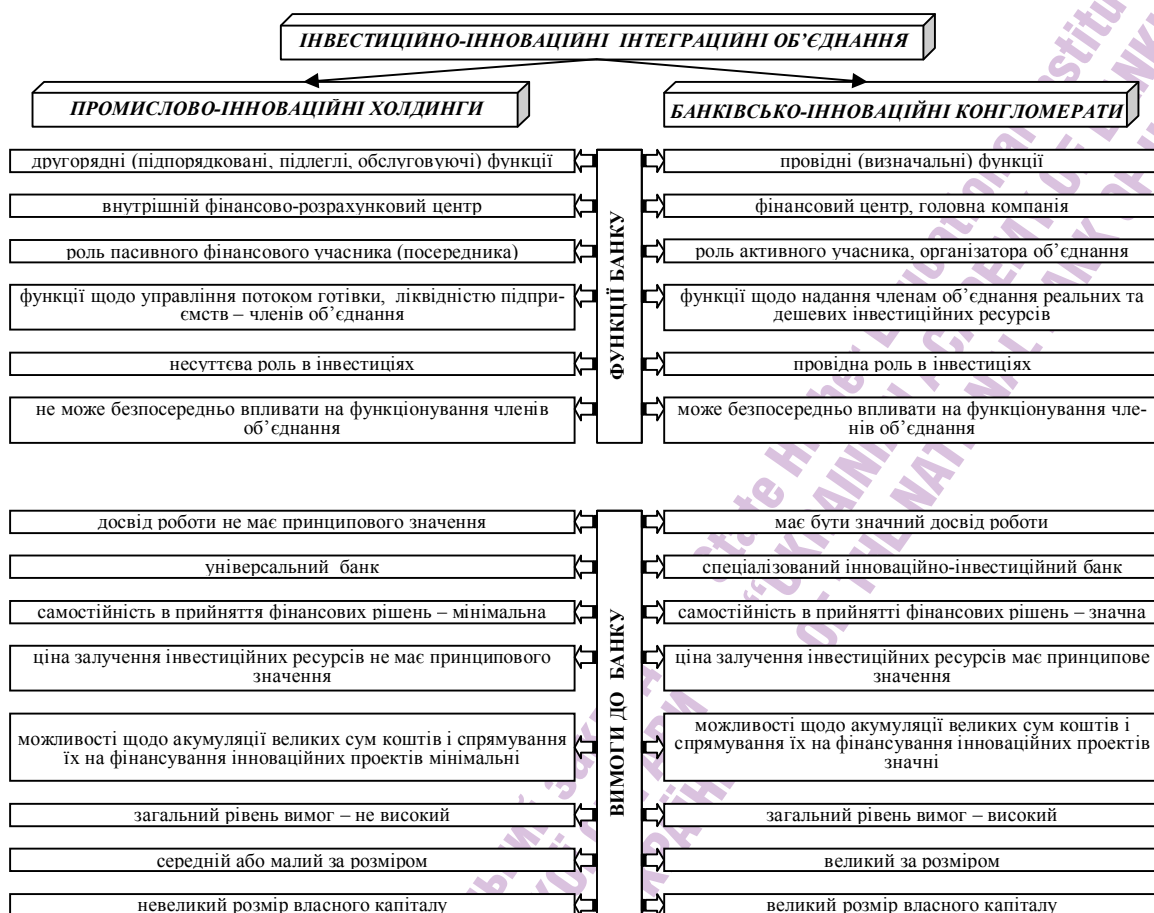 ІНВЕСТИЦІЙНО-ІННОВАЦІЙНІ ІНТЕГРАЦІЙНІ ОБ’ЄДНАННЯ
ПРОМИСЛОВО-ІННОВАЦІЙНІ ХОЛДИНГИ
БАНКІВСЬКО-ІННОВАЦІЙНІ КОНГЛОМЕРАТИ
ФУНКЦІЇ БАНКУ
другорядні (підпорядковані, підлеглі, обслуговуючі) функції
провідні (визначальні) функції
внутрішній фінансово-розрахунковий центр
фінансовий центр, головна компанія
роль пасивного фінансового учасника (посередника)
роль активного учасника, організатора об’єднання
функції щодо управління потоком готівки, ліквідністю підпри-
ємств – членів об’єднання
функції щодо надання членам об’єднання реальних та
дешевих інвестиційних ресурсів
несуттєва роль в інвестиціях
провідна роль в інвестиціях
не може безпосередньо впливати на функціонування членів
об’єднання
може безпосередньо впливати на функціонування чле-
нів об’єднання
ВИМОГИ ДО БАНКУ
досвід роботи не має принципового значення
має бути значний досвід роботи
універсальний банк
спеціалізований інноваційно-інвестиційний банк
самостійність в прийняття фінансових рішень – мінімальна
самостійність в прийнятті фінансових рішень – значна
ціна залучення інвестиційних ресурсів не має принципового
значення
ціна залучення інвестиційних ресурсів має принципове
значення
можливості щодо акумуляції великих сум коштів і спрямування
їх на фінансування інноваційних проектів мінімальні
можливості щодо акумуляції великих сум коштів і
спрямування їх на фінансування інноваційних проектів
значні
загальний рівень вимог – не високий
загальний рівень вимог – високий
середній або малий за розміром
великий за розміром
невеликий розмір власного капіталу
великий розмір власного капіталу